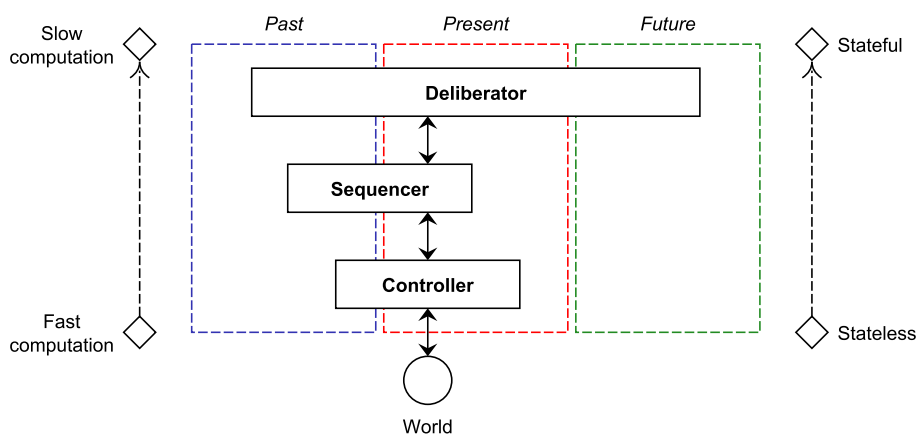 Past
Present
Future
Slow
computation
Stateful
Deliberator
Sequencer
Controller
Fast
computation
Stateless
World